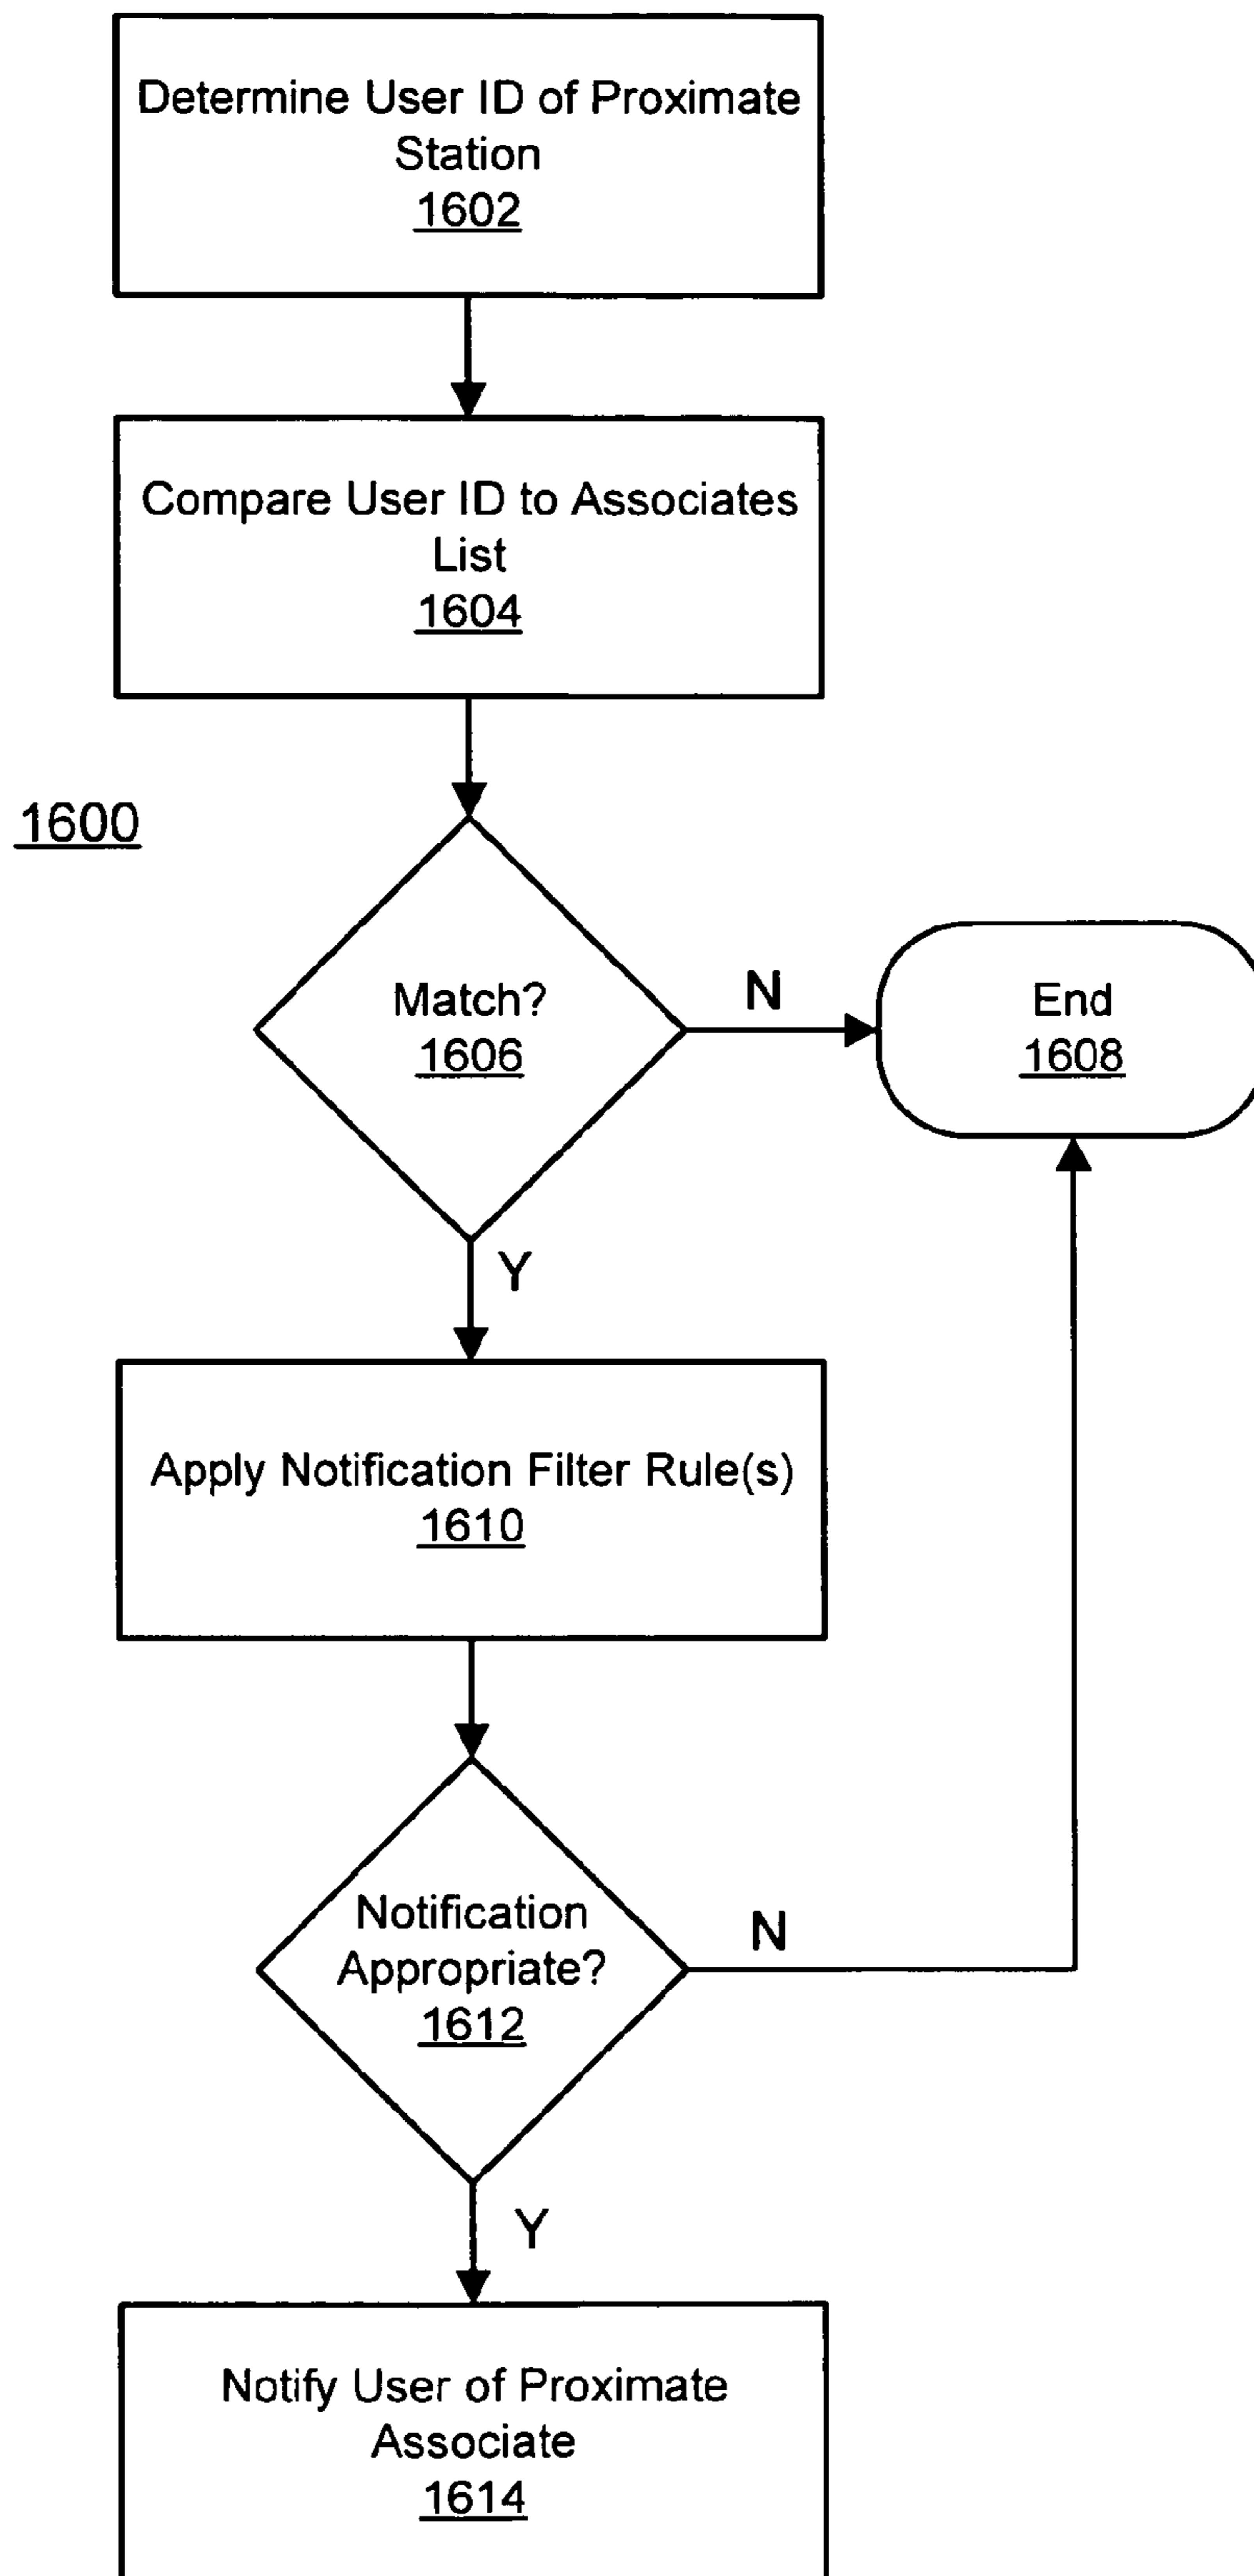 Determine User ID of Proximate
Station
1602
Compare User ID to Associates
List
1604
1600
Match?
1606
N
End
1608
Y
Apply Notification Filter Rule(s)
1610
Notification
Appropriate?
1612
N
Y
Notify User of Proximate
Associate
1614